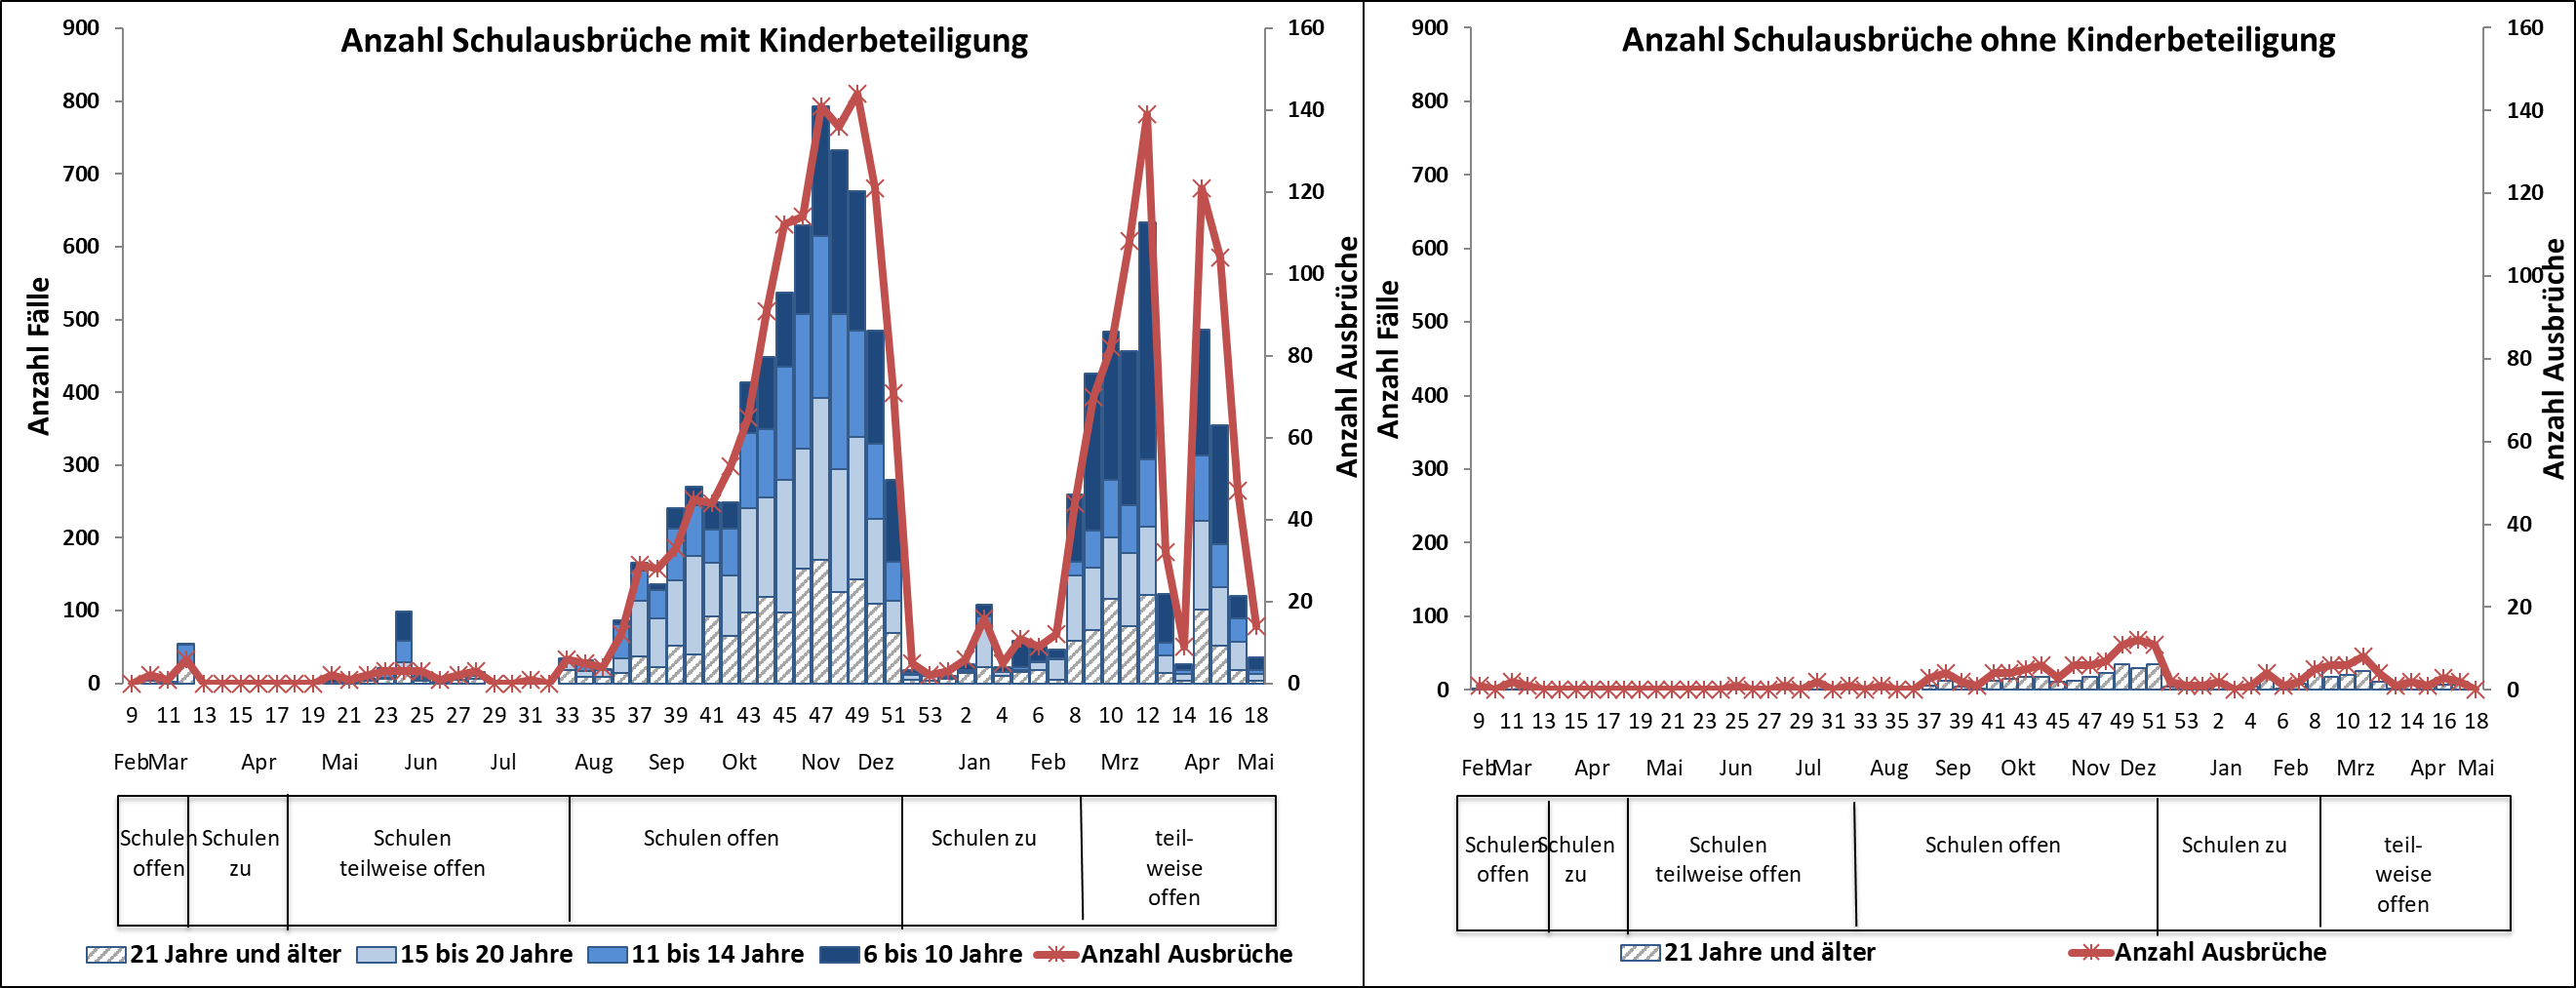 Anzahl Schulausbrüche mit Kinderbeteiligung
900
800
700
600
500
400
300
200
100
0
Anzahl Fälle
160
140
120
100
80
60
40
20
0
Anzahl Ausbrüche
9 11 13 15 17 19 21 23 25 27 29 31 33 35 37 39 41 43 45 47 49 51 53 2 4 6 8 10 12 14 16 18
Feb Mar Apr Mai Jun Jul Aug Sep Okt Nov Dez Jan Feb Mrz Apr Mai
Schulen offen
Schulen zu
Schulen teilweise offen
Schulen offen
Schulen zu
teil-
weise
offen
21 Jahre und älter 15 bis 20 Jahre 11 bis 14 Jahre 6 bis 10 Jahre Anzahl Ausbrüche
Anzahl Schulausbrüche ohne Kinderbeteiligung
900
800
700
600
500
400
300
200
100
0
Anzahl Fälle
160
140
120
100
80
60
40
20
0
Anzahl Ausbrüche
9 11 13 15 17 19 21 23 25 27 29 31 33 35 37 39 41 43 45 47 49 51 53 2 4 6 8 10 12 14 16 18
Feb Mar Apr Mai Jun Jul Aug Sep Okt Nov Dez Jan Feb Mrz Apr Mai
Schulen offen
Schulen zu
Schulen teilweise offen
Schulen offen
Schulen zu
teil-
weise
offen
21 Jahre und älter Anzahl Ausbrüche